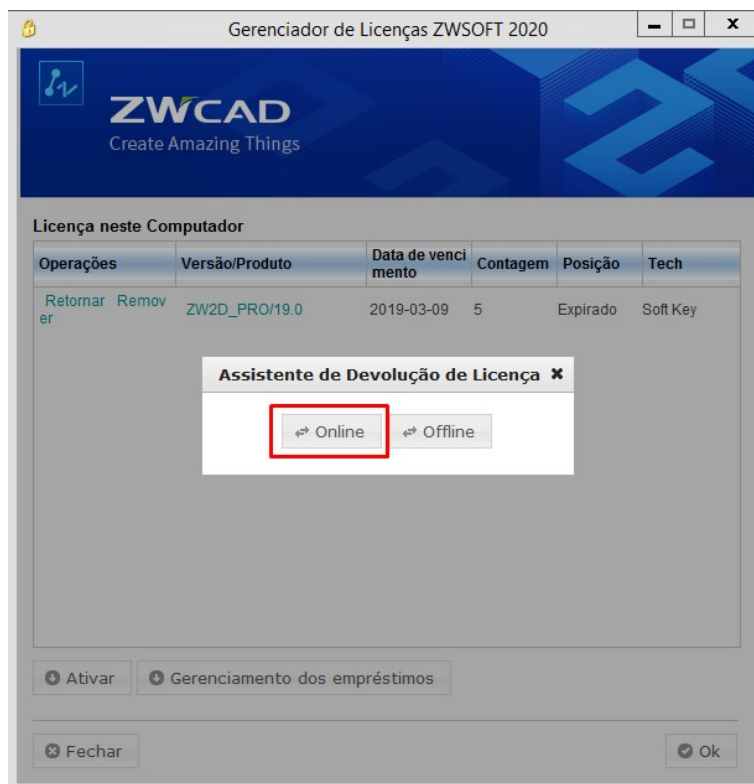 Gerenciador de Licenças ZWSOFT 2020
ZWCAD
Create Amazing Things
Licença neste Computador
Operações Versão/Produto Data de venci Contagem Posição Tech
mento
Retornar Remov ZW2D_PRO/19.0 2019-03-09 5 Expirado Soft Key
er
Assistente de Devolução de Licença
Online Offline
Ativar Gerenciamento dos empréstimos
Fechar Ok